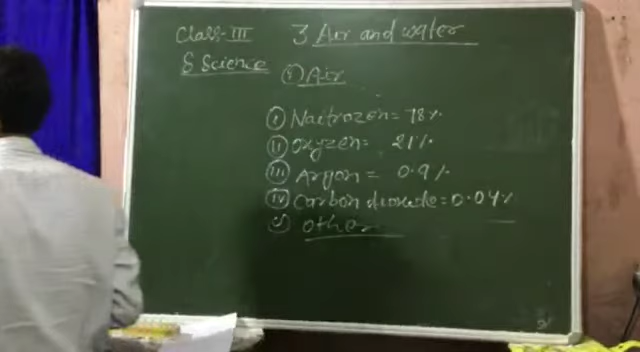 Class-III 3 Air and water
S Science
① Air
(i) Naitrozen = 78%
(ii) Oxyzen = 21%
(iii) Argon = 0.9%
(iv) Carbon dioxide = 0.04%
(v) Other